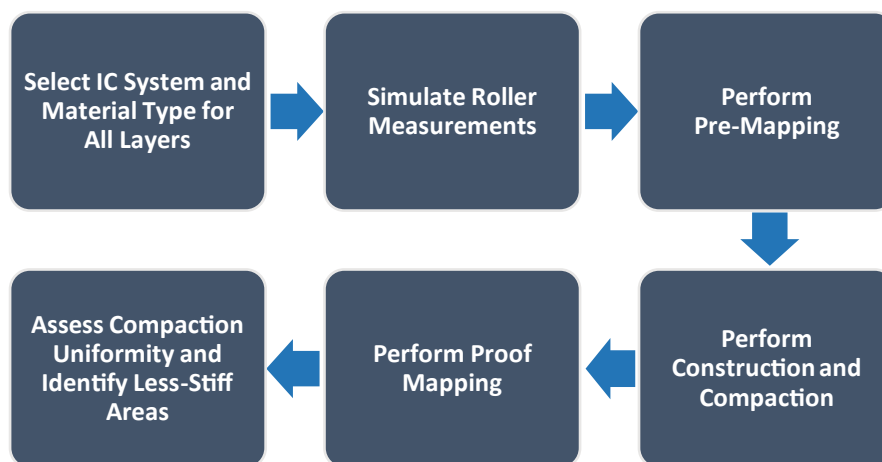 Select IC System and
Material Type for
All Layers
Simulate Roller
Measurements
Perform
Pre-Mapping
Perform
Construction and
Compaction
Perform Proof
Mapping
Assess Compaction
Uniformity and
Identify Less-Stiff
Areas